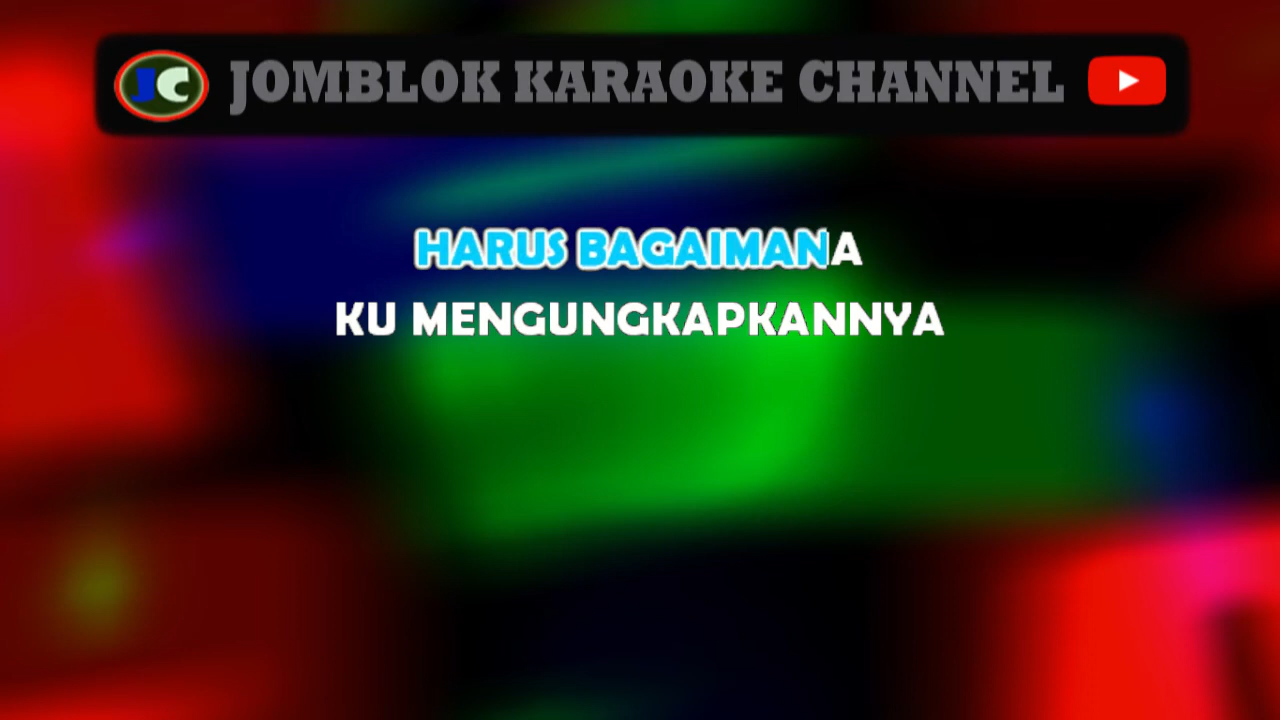 JC JOMBLOK KARAOKE CHANNEL
HARUS BAGAIMANA
KU MENGUNGKAPKANNYA